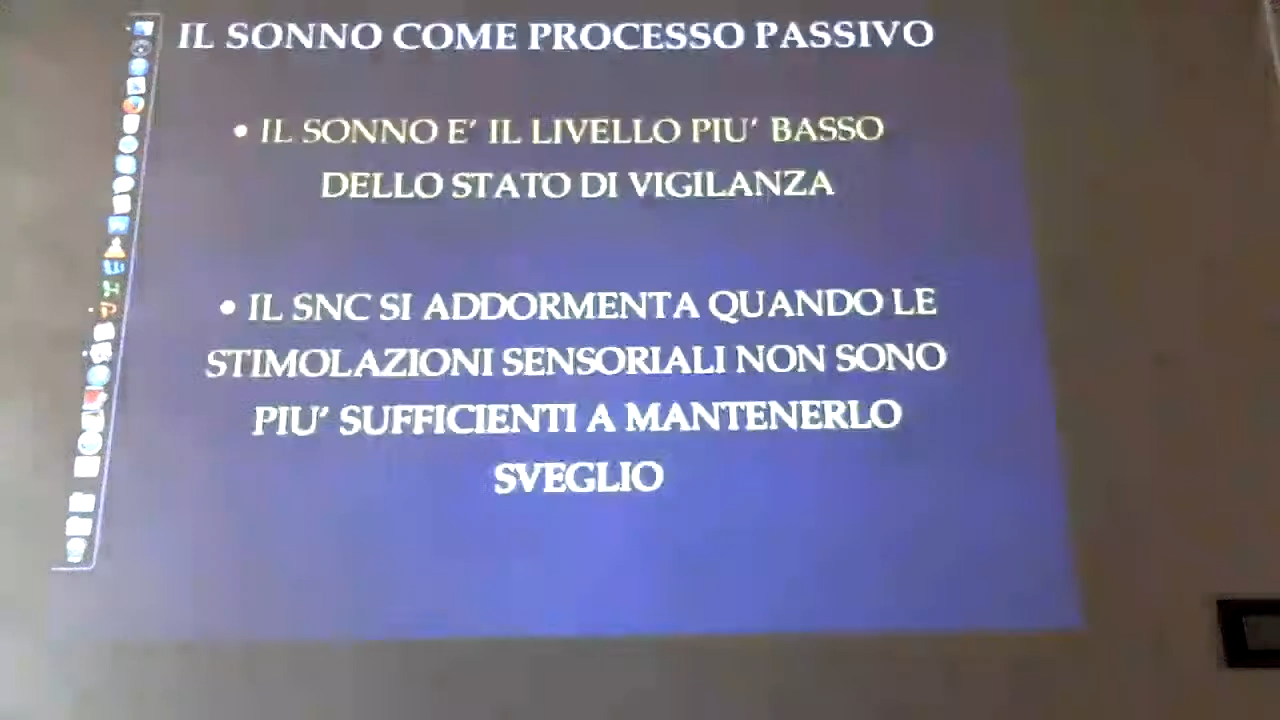 IL SONNO COME PROCESSO PASSIVO
• IL SONNO E' IL LIVELLO PIU' BASSO
DELLO STATO DI VIGILANZA
• IL SNC SI ADDORMENTA QUANDO LE
STIMOLAZIONI SENSORIALI NON SONO
PIU' SUFFICIENTI A MANTENERLO
SVEGLIO